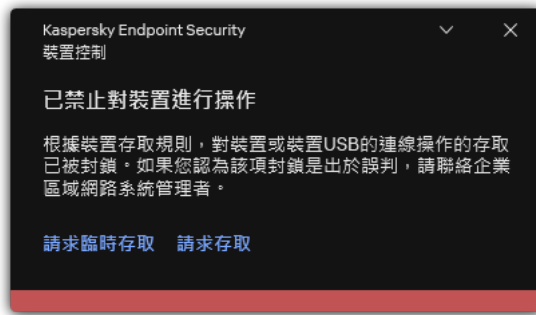 Kaspersky Endpoint Security
裝置控制
已禁止對裝置進行操作
根據裝置存取規則，對裝置或裝置USB的連線操作的存取
已被封鎖。如果您認為該項封鎖是出於誤判，請聯絡企業
區域網路系統管理者。
請求臨時存取 請求存取